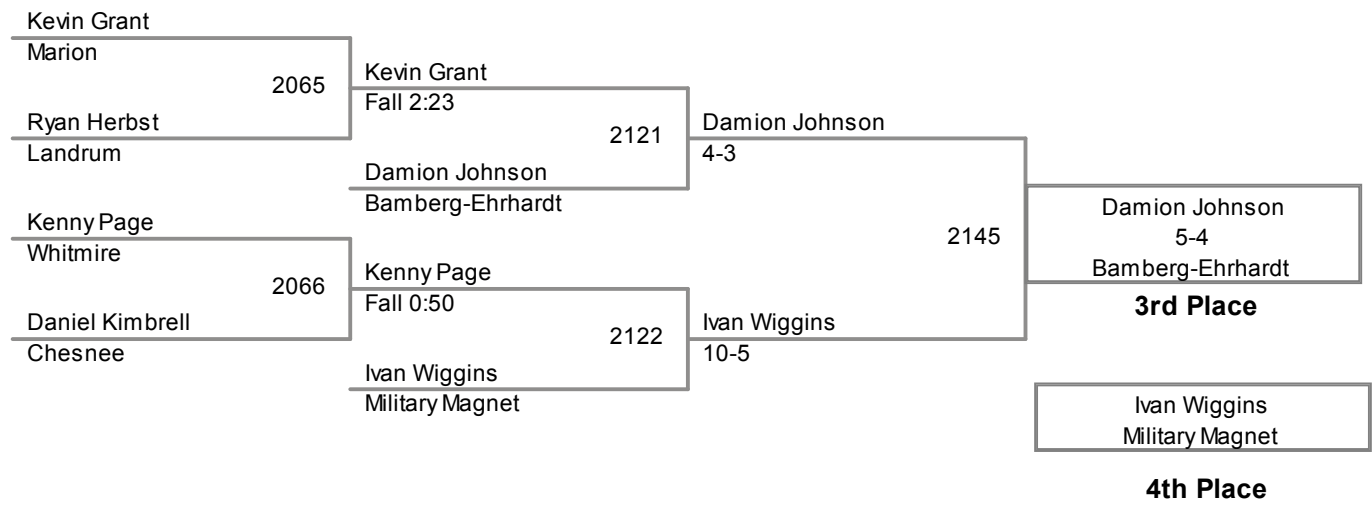 Kevin Grant
Marion
2065
Ryan Herbst
Landrum
Kenny Page
Whitmire
2066
Daniel Kimbrell
Chesnee
Kevin Grant
Fall 2:23
2121
Damion Johnson
Bamberg-Ehrhardt
Kenny Page
Fall 0:50
2122
Ivan Wiggins
Military Magnet
Damion Johnson
4-3
2145
Ivan Wiggins
10-5
Damion Johnson
5-4
Bamberg-Ehrhardt
3rd Place
Ivan Wiggins
Military Magnet
4th Place